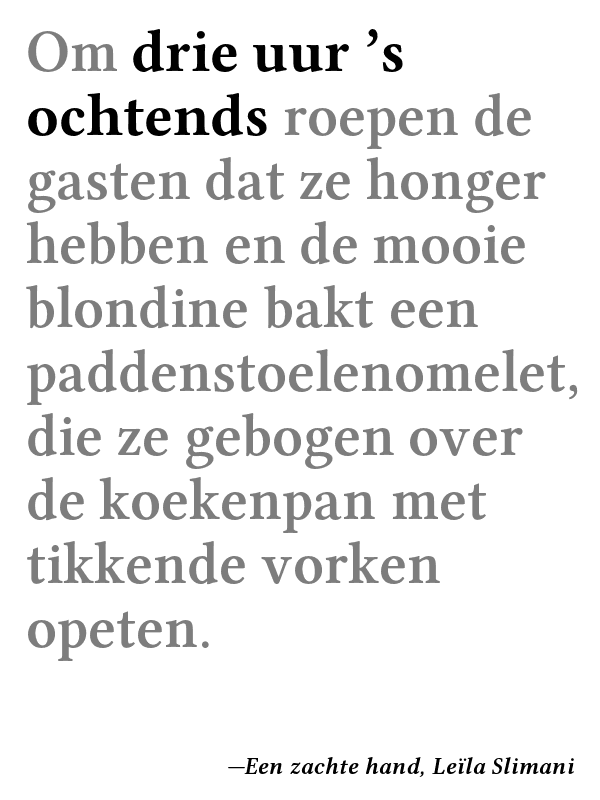 Om drie uur ’s
ochtends roepen de
gasten dat ze honger
hebben en de mooie
blondine bakt een
paddenstoelenomelet,
die ze gebogen over
de koekenpan met
tikkende vorken
opeten.
—Een zachte hand, Leïla Slimani